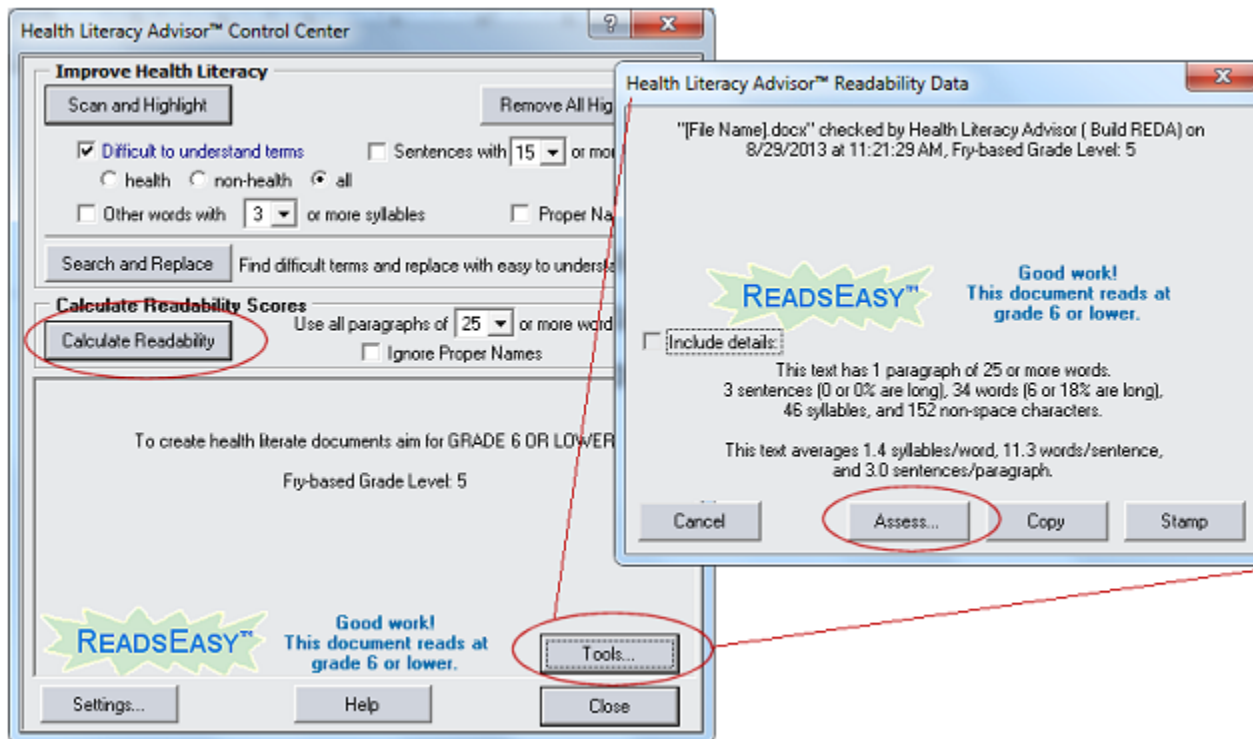 Health Literacy Advisor™ Control Center
Improve Health Literacy
Scan and Highlight
Remove All Hig
Difficult to understand terms
Sentences with 15 or mo
health non-health all
Other words with 3 or more syllables
Proper Na
Search and Replace Find difficult terms and replace with easy to understa
Calculate Readability Scores
Calculate Readability
Use all paragraphs of 25 or more word
Ignore Proper Names
To create health literate documents aim for GRADE 6 OR LOWER
Fry-based Grade Level: 5
READSEASY™
Good work!
This document reads at
grade 6 or lower.
Tools...
Settings...
Help
Close
Health Literacy Advisor™ Readability Data
"[File Name].docx" checked by Health Literacy Advisor ( Build REDA) on
8/29/2013 at 11:21:29 AM, Fry-based Grade Level: 5
READSEASY™
Good work!
This document reads at
grade 6 or lower.
Include details:
This text has 1 paragraph of 25 or more words.
3 sentences (0 or 0% are long), 34 words (6 or 18% are long),
46 syllables, and 152 non-space characters.
This text averages 1.4 syllables/word, 11.3 words/sentence,
and 3.0 sentences/paragraph.
Cancel
Assess...
Copy
Stamp